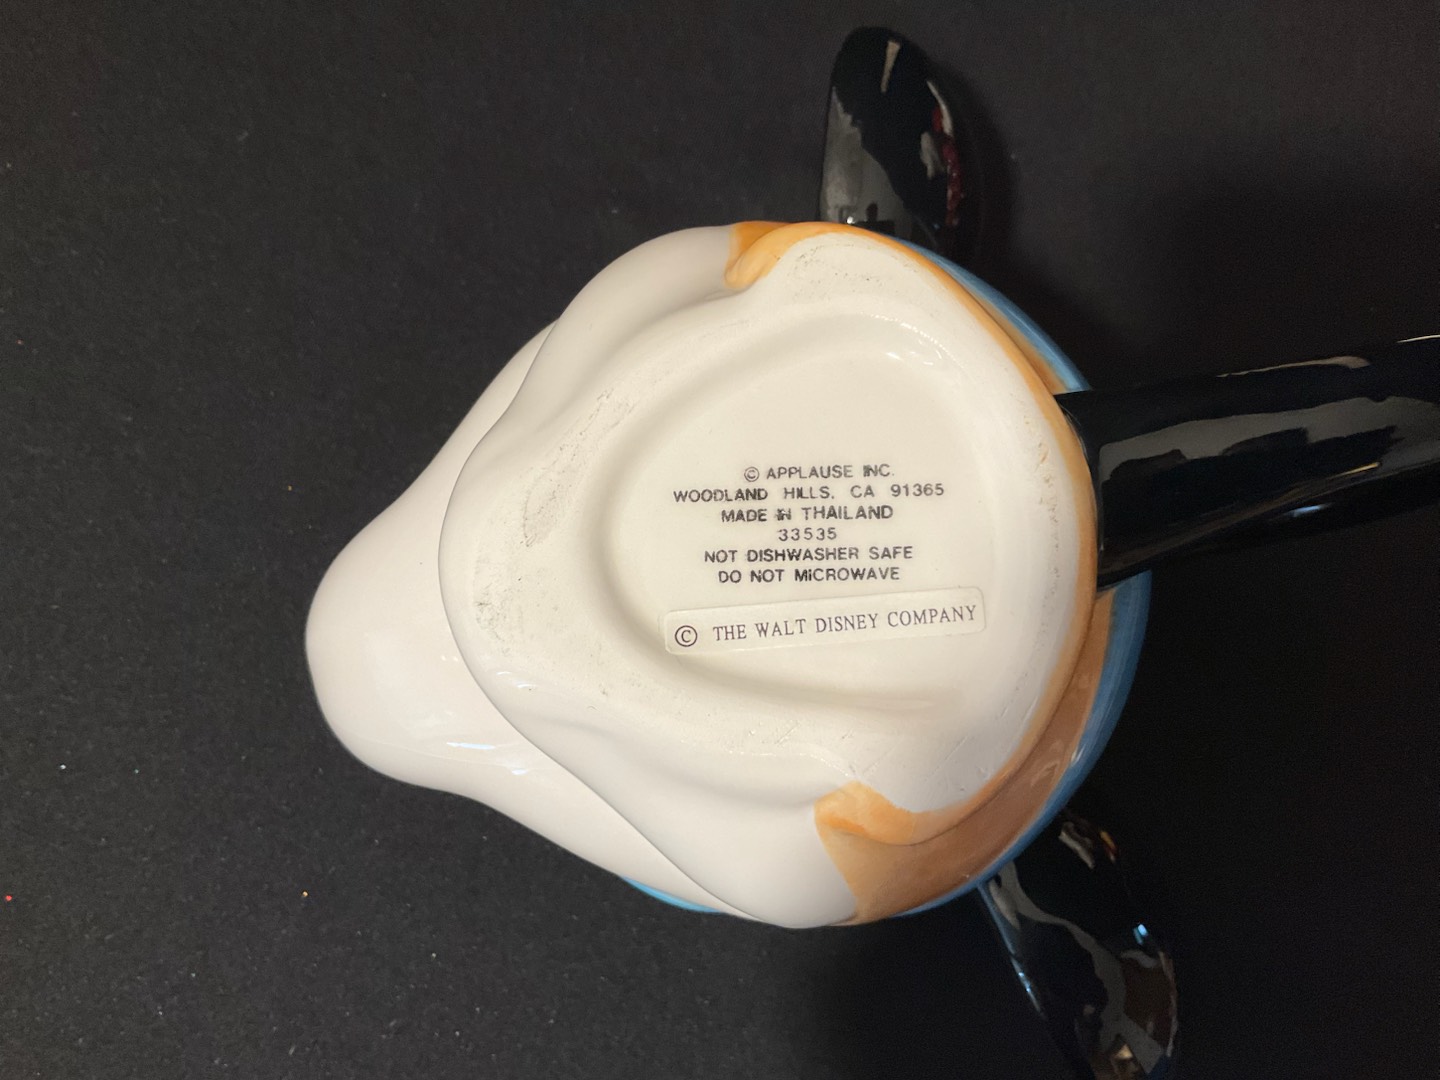 © APPLAUSE INC.
WOODLAND HILLS, CA 91365
MADE IN THAILAND
33535
NOT DISHWASHER SAFE
DO NOT MICROWAVE
© THE WALT DISNEY COMPANY